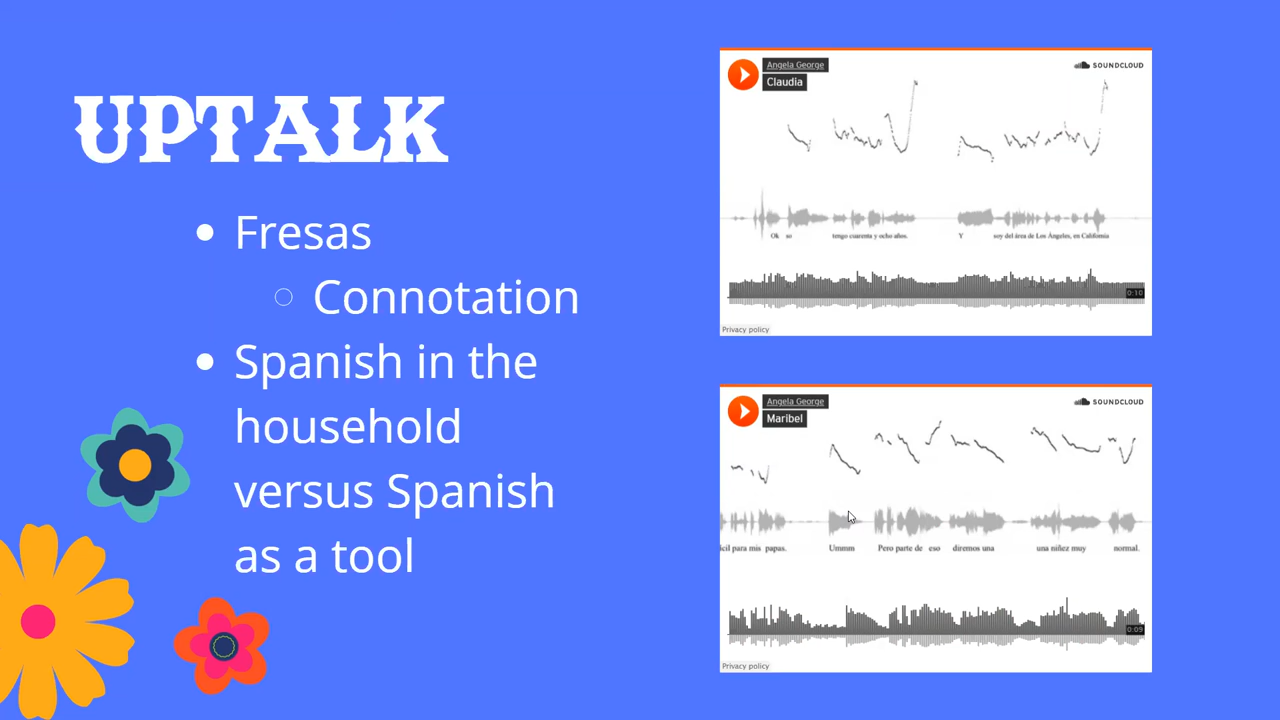 UPTALK
Fresas
Connotation
Spanish in the
household
versus Spanish
as a tool
Angela George
SOUNDCLOUD
Claudia
Ok so tengo cuarenta y ocho años. Y soy del área de Los Ángeles, en California
0:10
Privacy policy
Angela George
SOUNDCLOUD
Maribel
ícil para mis papas. Ummm Pero parte de eso diremos una una niñez muy normal.
0:09
Privacy policy